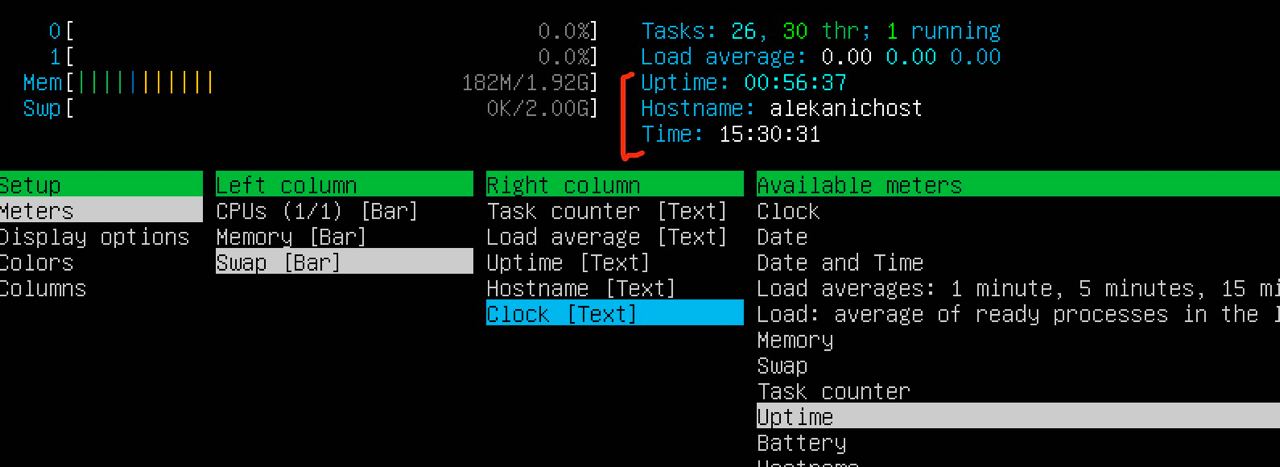 0[ 0.0%] Tasks: 26, 30 thr; 1 running
1[ 0.0%] Load average: 0.00 0.00 0.00
Mem[||||||||||||| 182M/1.92G] Uptime: 00:56:37
Swp[ 0K/2.00G] Hostname: alekanichost
Time: 15:30:31
Setup Left column Right column Available meters
Meters CPUs (1/1) [Bar] Task counter [Text] Clock
Display options Memory [Bar] Load average [Text] Date
Colors Swap [Bar] Uptime [Text] Date and Time
Columns Hostname [Text] Load averages: 1 minute, 5 minutes, 15 mi
Clock [Text] Load: average of ready processes in the l
Memory
Swap
Task counter
Uptime
Battery
Hostname